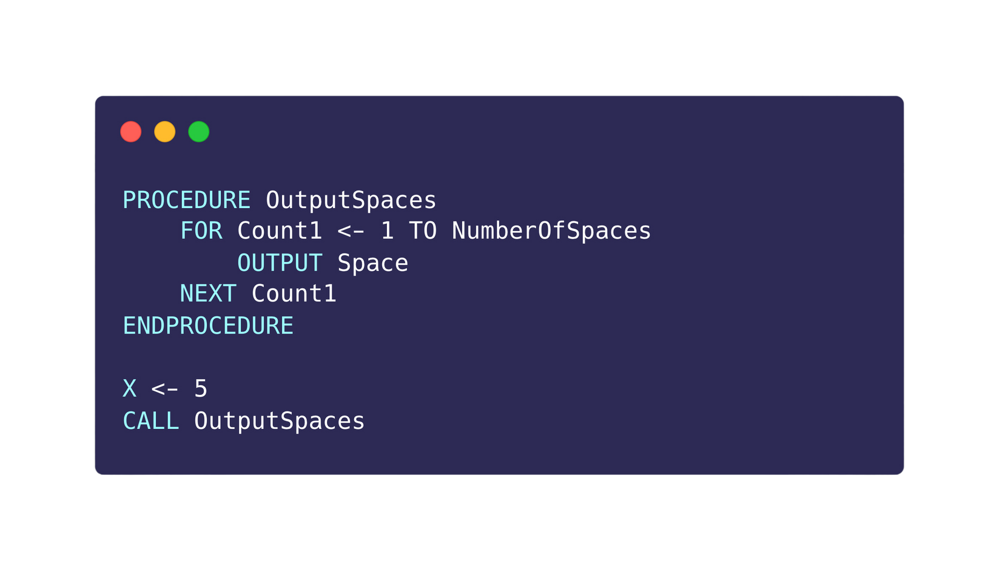 PROCEDURE OutputSpaces
    FOR Count1 <- 1 TO NumberOfSpaces
        OUTPUT Space
    NEXT Count1
ENDPROCEDURE

X <- 5
CALL OutputSpaces